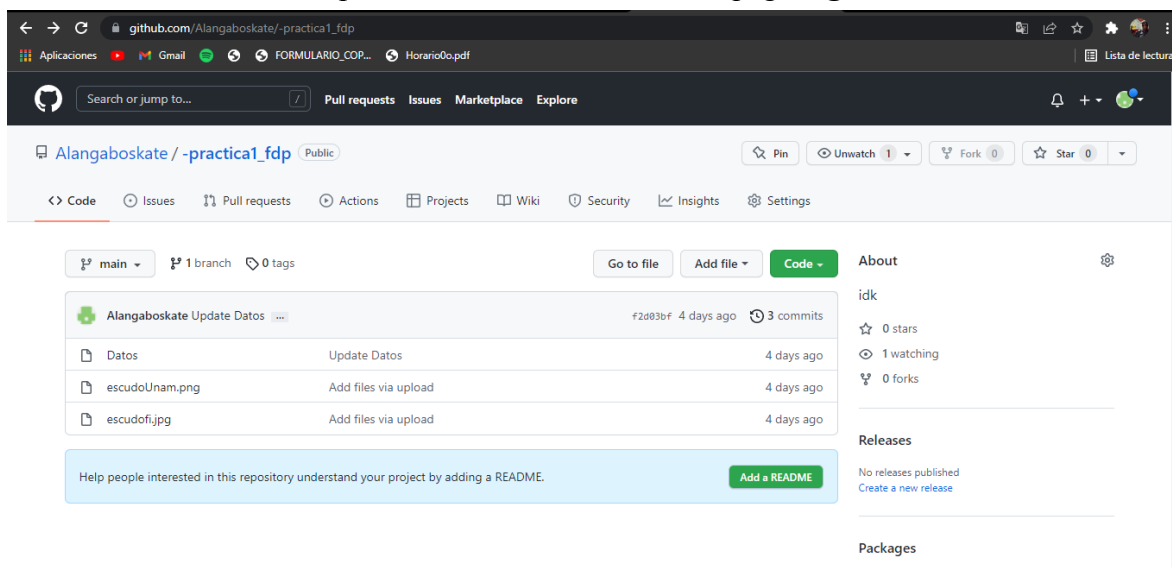 github.com/Alangaboskate/-practica1_fdp
Aplicaciones Gmail FORMULARIO_COP... Horario0o.pdf Lista de lectura
Search or jump to... / Pull requests Issues Marketplace Explore
Alangaboskate / -practica1_fdp Public Pin Unwatch 1 Fork 0 Star 0
<> Code Issues Pull requests Actions Projects Wiki Security Insights Settings
main 1 branch 0 tags Go to file Add file Code
Alangaboskate Update Datos ... f2d03bf 4 days ago 3 commits
Datos Update Datos 4 days ago
escudoUnam.png Add files via upload 4 days ago
escudofi.jpg Add files via upload 4 days ago
Help people interested in this repository understand your project by adding a README. Add a README
About
idk
0 stars
1 watching
0 forks
Releases
No releases published
Create a new release
Packages